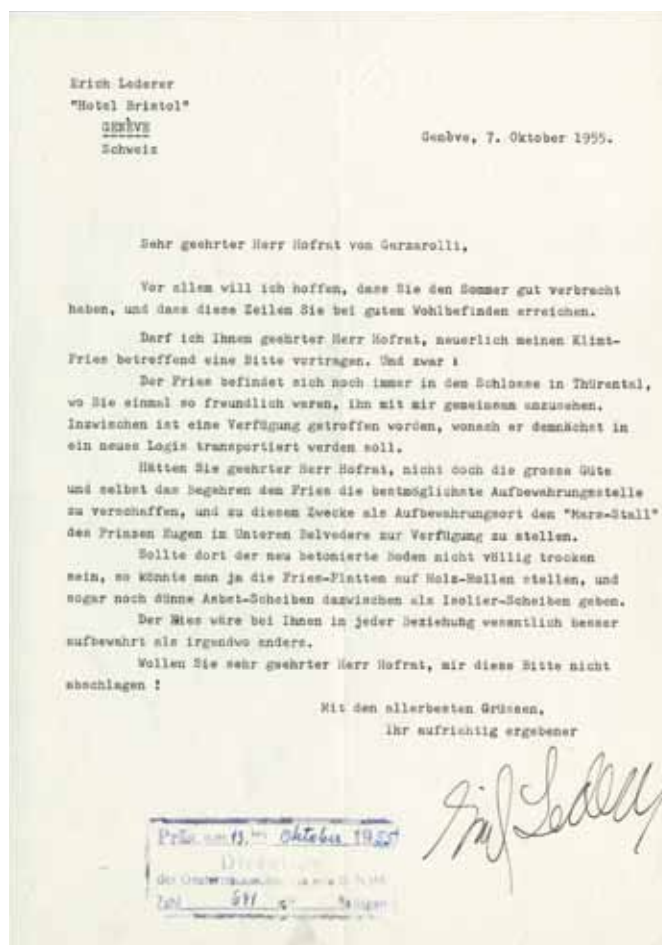 Erich Lederer
"Hotel Bristol"
GENÈVE
Schweiz
Genève, 7. Oktober 1955.
Sehr geehrter Herr Hofrat von Garzarolli,
Vor allem will ich hoffen, dass Sie den Sommer gut verbracht
haben, und dass diese Zeilen Sie bei gutem Wohlbefinden erreichen.
Darf ich Ihnen geehrter Herr Hofrat, neuerlich meinen Klimt-
Fries betreffend eine Bitte vortragen. Und zwar :
Der Fries befindet sich noch immer in dem Schlosse in Thürental,
wo Sie einmal so freundlich waren, ihn mit mir gemeinsam anzusehen.
Inzwischen ist eine Verfügung getroffen worden, wonach er demnächst in
ein neues Logis transportiert werden soll.
Hätten Sie geehrter Herr Hofrat, nicht doch die grosse Güte
und selbst das Begehren dem Fries die bestmöglichste Aufbewahrungsstelle
zu verschaffen, und zu diesem Zwecke als Aufbewahrungsort den "Marz-Stall"
des Prinzen Eugen im Unteren Belvedere zur Verfügung zu stellen.
Sollte dort der neu betonierte Boden nicht völlig trocken
sein, so könnte man ja die Fries-Platten auf Holz-Rollen stellen, und
sogar noch dünne Asbet-Scheiben dazwischen als Isolier-Scheiben geben.
Der wäre bei Ihnen in jeder Beziehung wesentlich besser
aufbewahrt als irgendwo anders.
Wollen Sie sehr geehrter Herr Hofrat, mir diese Bitte nicht
abschlagen !
Mit den allerbesten Grüssen,
Ihr aufrichtig ergebener
Lederer
13. Oktober 1955
Zahl 641